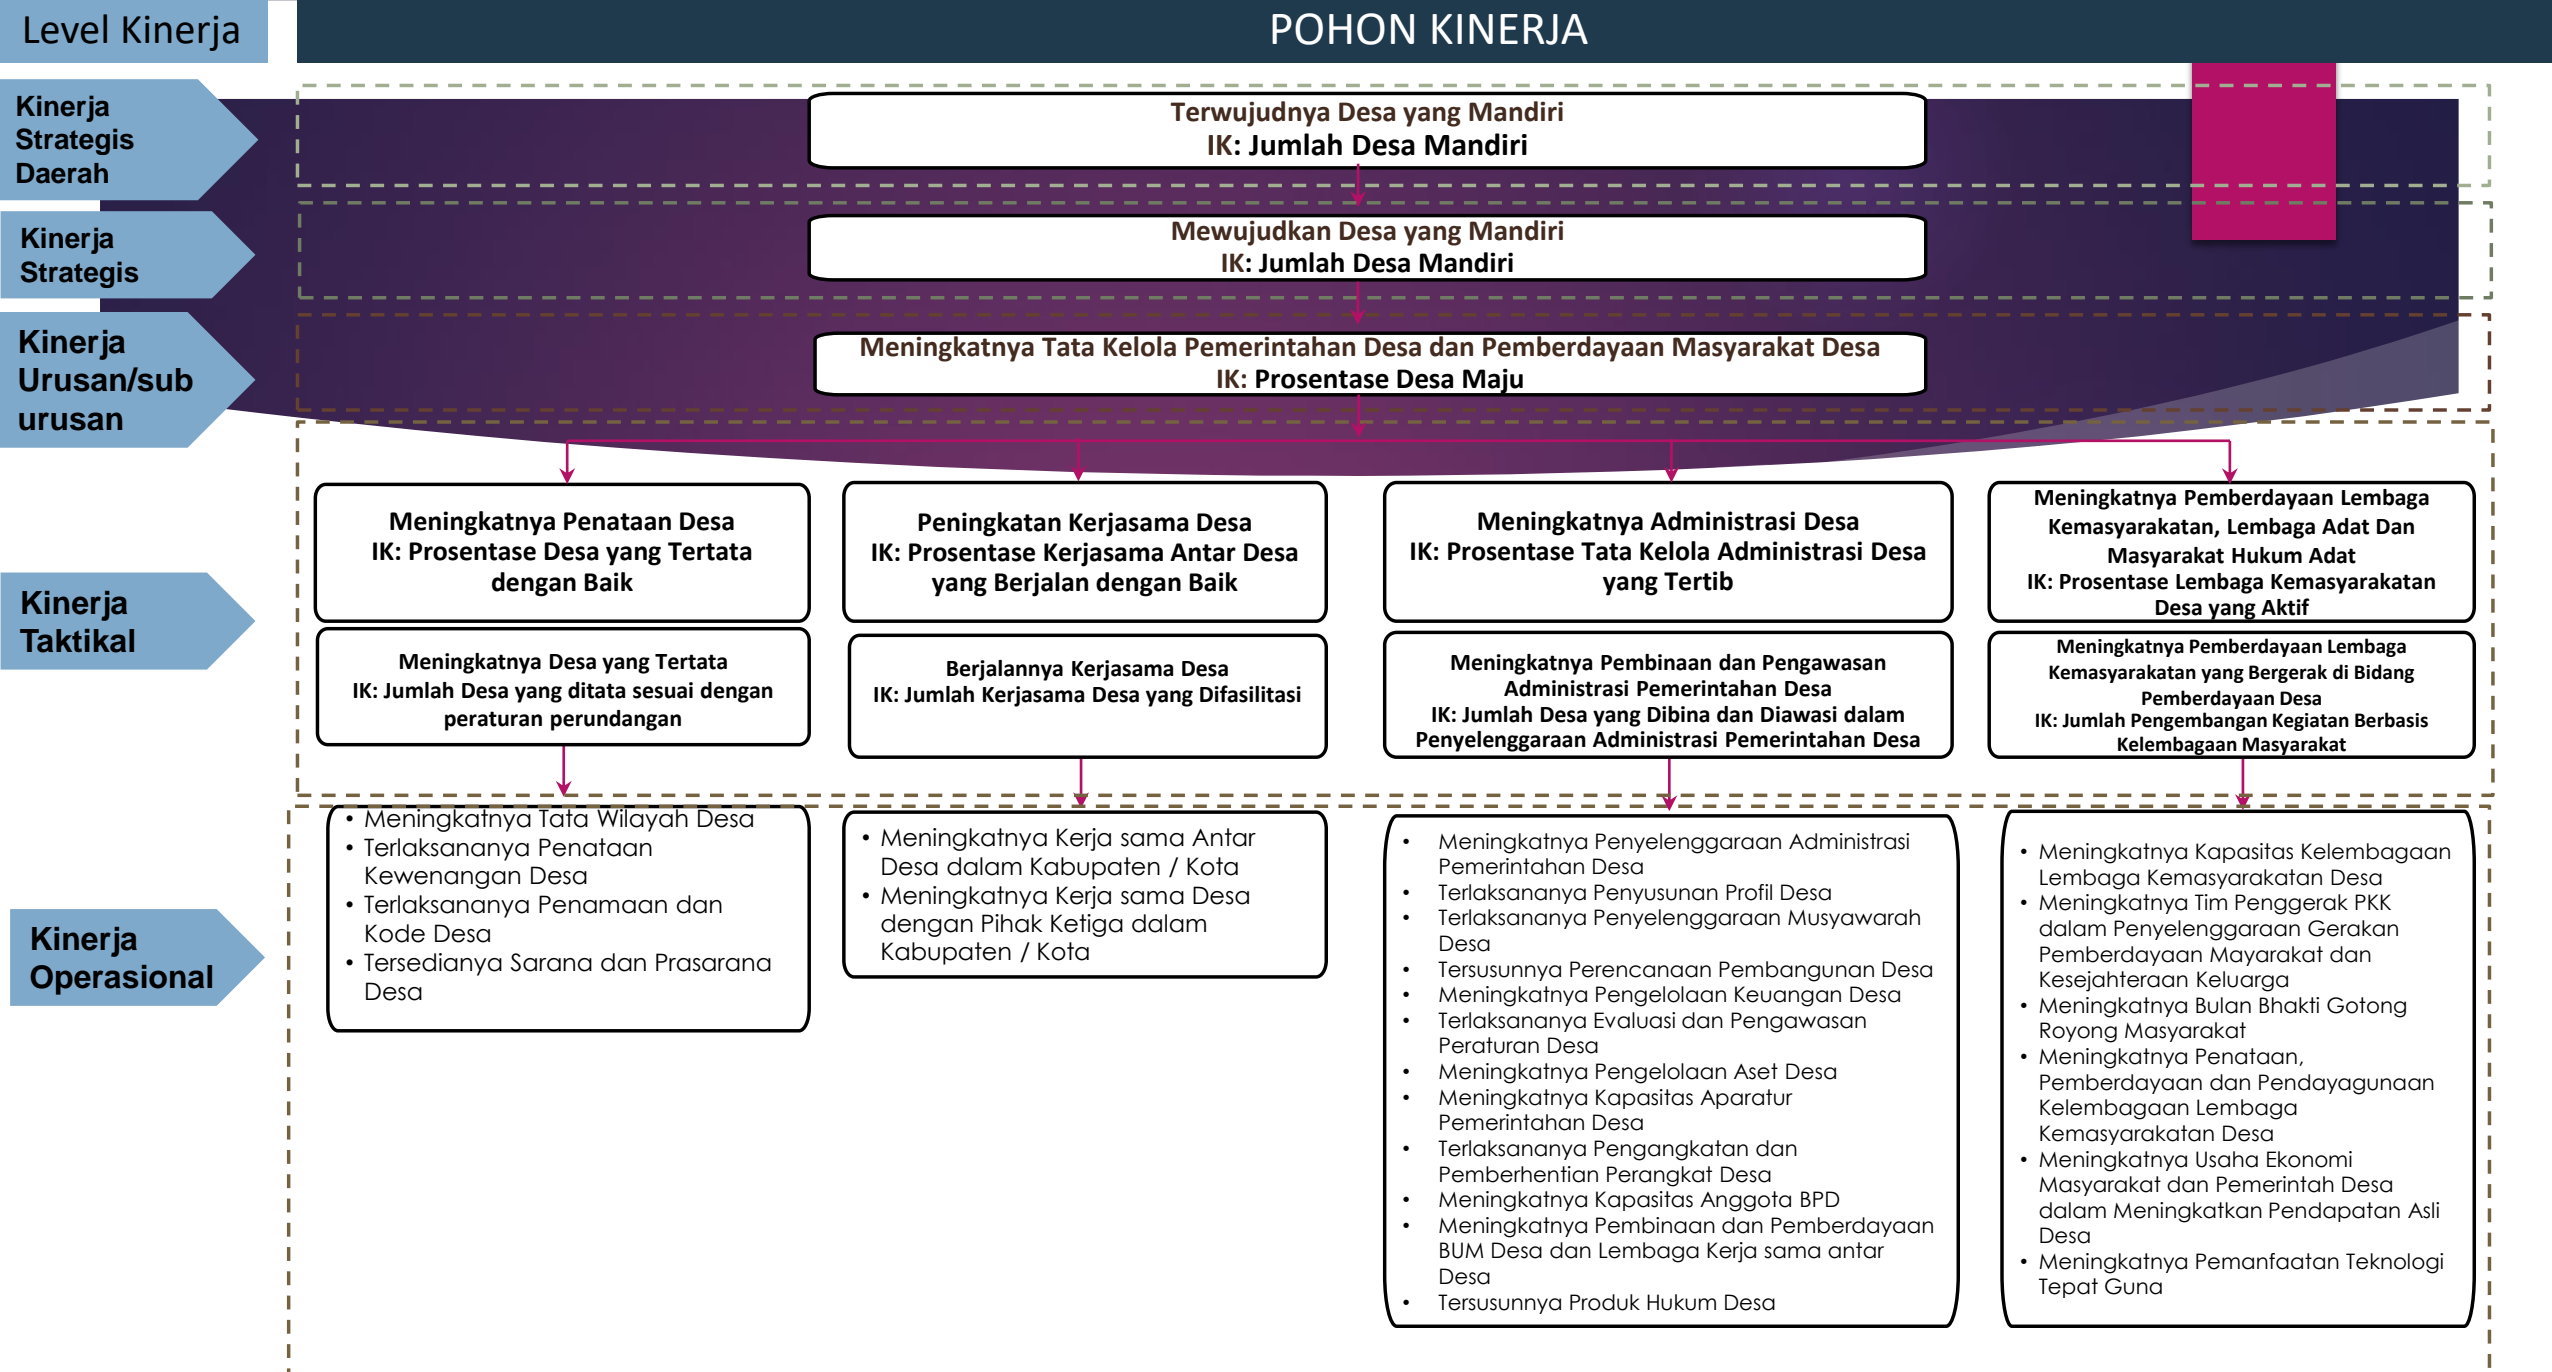 Level Kinerja
POHON KINERJA
Kinerja
Strategis
Daerah
Terwujudnya Desa yang Mandiri
IK: Jumlah Desa Mandiri
Kinerja
Strategis
Mewujudkan Desa yang Mandiri
IK: Jumlah Desa Mandiri
Kinerja
Urusan/sub
urusan
Meningkatnya Tata Kelola Pemerintahan Desa dan Pemberdayaan Masyarakat Desa
IK: Prosentase Desa Maju
Kinerja
Taktikal
Meningkatnya Penataan Desa
IK: Prosentase Desa yang Tertata
dengan Baik
Peningkatan Kerjasama Desa
IK: Prosentase Kerjasama Antar Desa
yang Berjalan dengan Baik
Meningkatnya Administrasi Desa
IK: Prosentase Tata Kelola Administrasi Desa
yang Tertib
Meningkatnya Pemberdayaan Lembaga
Kemasyarakatan, Lembaga Adat Dan
Masyarakat Hukum Adat
IK: Prosentase Lembaga Kemasyarakatan
Desa yang Aktif
Meningkatnya Desa yang Tertata
IK: Jumlah Desa yang ditata sesuai dengan
peraturan perundangan
Berjalannya Kerjasama Desa
IK: Jumlah Kerjasama Desa yang Difasilitasi
Meningkatnya Pembinaan dan Pengawasan
Administrasi Pemerintahan Desa
IK: Jumlah Desa yang Dibina dan Diawasi dalam
Penyelenggaraan Administrasi Pemerintahan Desa
Meningkatnya Pemberdayaan Lembaga
Kemasyarakatan yang Bergerak di Bidang
Pemberdayaan Desa
IK: Jumlah Pengembangan Kegiatan Berbasis
Kelembagaan Masyarakat
Kinerja
Operasional
• Meningkatnya Tata Wilayah Desa
• Terlaksananya Penataan
Kewenangan Desa
• Terlaksananya Penamaan dan
Kode Desa
• Tersedianya Sarana dan Prasarana
Desa
• Meningkatnya Kerja sama Antar
Desa dalam Kabupaten / Kota
• Meningkatnya Kerja sama Desa
dengan Pihak Ketiga dalam
Kabupaten / Kota
• Meningkatnya Penyelenggaraan Administrasi
Pemerintahan Desa
• Terlaksananya Penyusunan Profil Desa
• Terlaksananya Penyelenggaraan Musyawarah
Desa
• Tersusunnya Perencanaan Pembangunan Desa
• Meningkatnya Pengelolaan Keuangan Desa
• Terlaksananya Evaluasi dan Pengawasan
Peraturan Desa
• Meningkatnya Pengelolaan Aset Desa
• Meningkatnya Kapasitas Aparatur
Pemerintahan Desa
• Terlaksananya Pengangkatan dan
Pemberhentian Perangkat Desa
• Meningkatnya Kapasitas Anggota BPD
• Meningkatnya Pembinaan dan Pemberdayaan
BUM Desa dan Lembaga Kerja sama antar
Desa
• Tersusunnya Produk Hukum Desa
• Meningkatnya Kapasitas Kelembagaan
Lembaga Kemasyarakatan Desa
• Meningkatnya Tim Penggerak PKK
dalam Penyelenggaraan Gerakan
Pemberdayaan Mayarakat dan
Kesejahteraan Keluarga
• Meningkatnya Bulan Bhakti Gotong
Royong Masyarakat
• Meningkatnya Penataan,
Pemberdayaan dan Pendayagunaan
Kelembagaan Lembaga
Kemasyarakatan Desa
• Meningkatnya Usaha Ekonomi
Masyarakat dan Pemerintah Desa
dalam Meningkatkan Pendapatan Asli
Desa
• Meningkatnya Pemanfaatan Teknologi
Tepat Guna